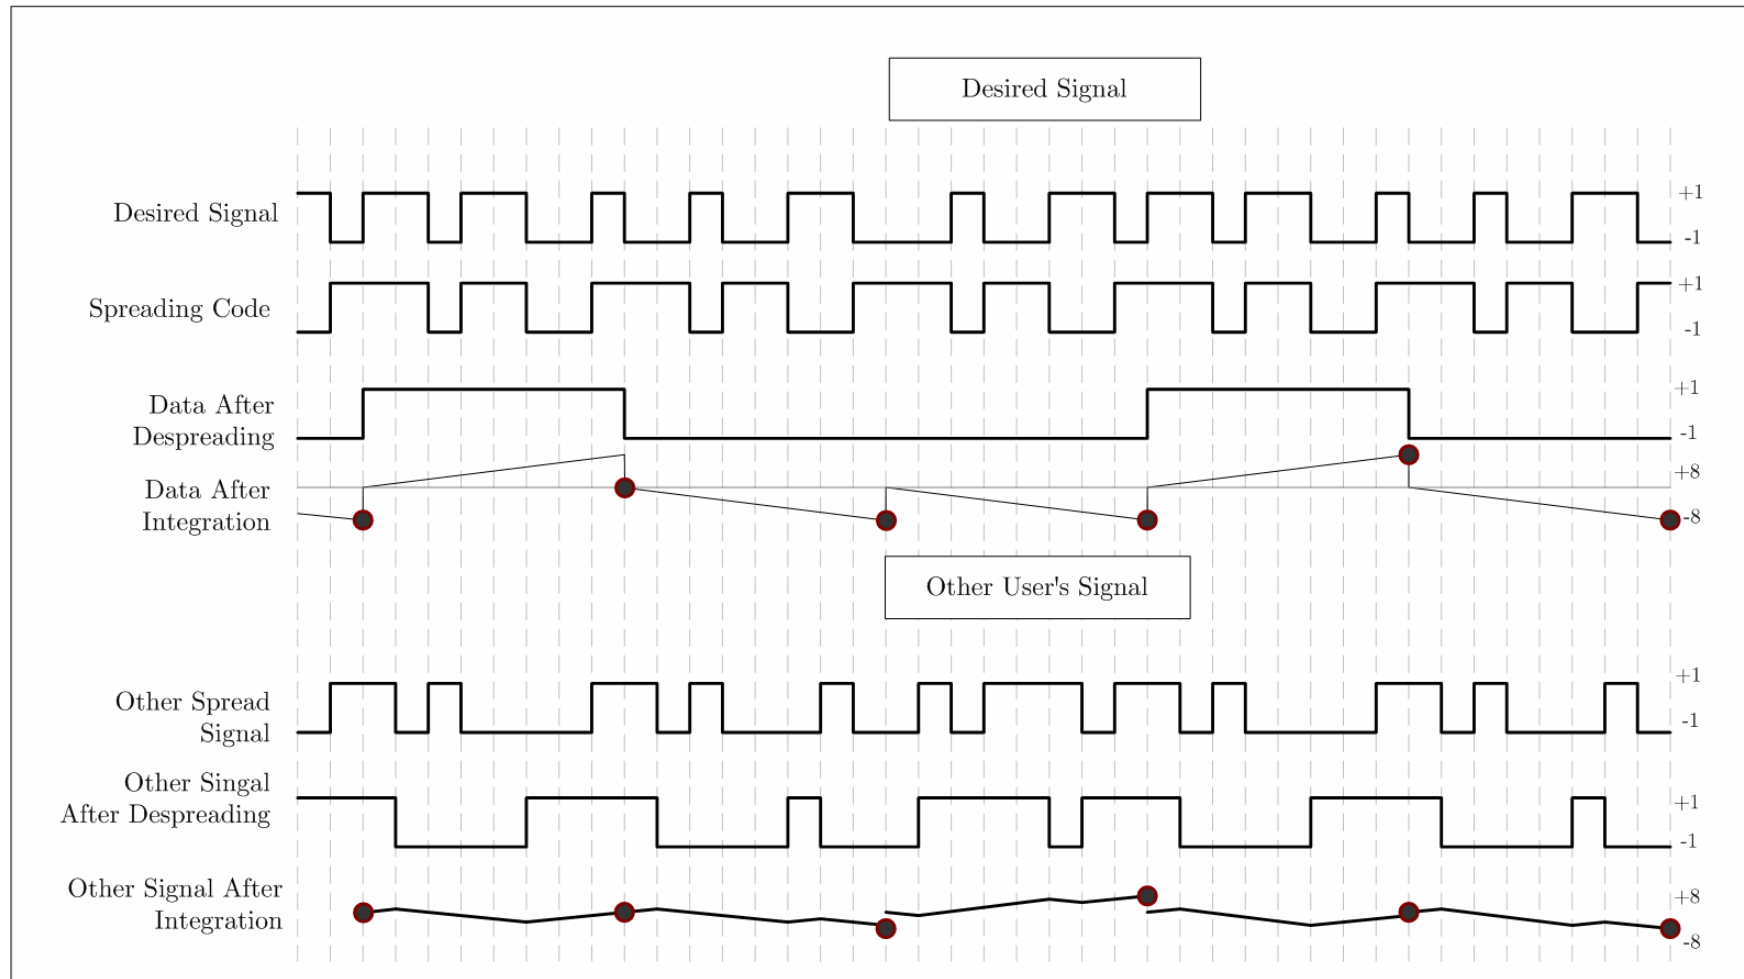 Desired Signal
Desired Signal
+1
-1
Spreading Code
+1
-1
Data After
Despreading
+1
-1
Data After
Integration
+8
-8
Other User's Signal
Other Spread
Signal
+1
-1
Other Singal
After Despreading
+1
-1
Other Signal After
Integration
+8
-8